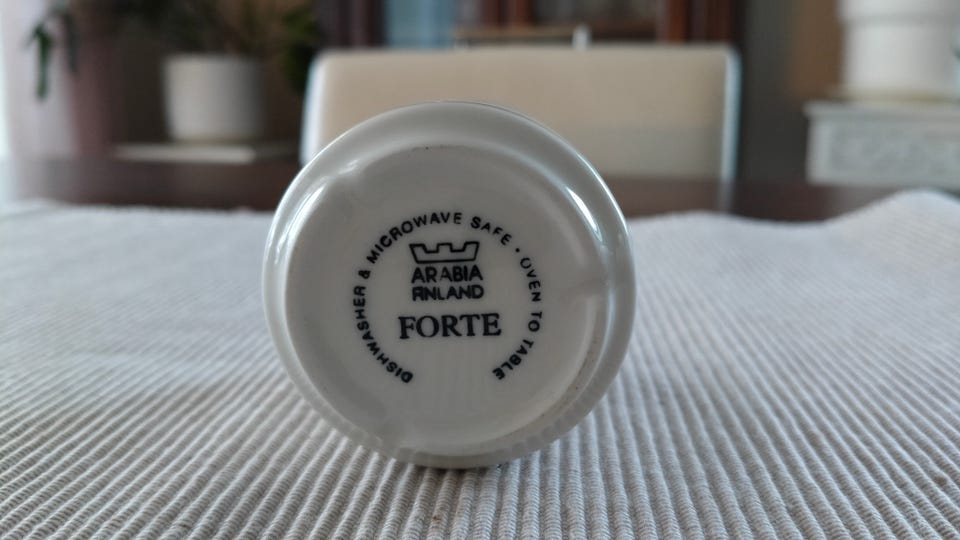 DISHWASHER & MICROWAVE SAFE · OVEN TO TABLE
ARABIA
FINLAND
FORTE